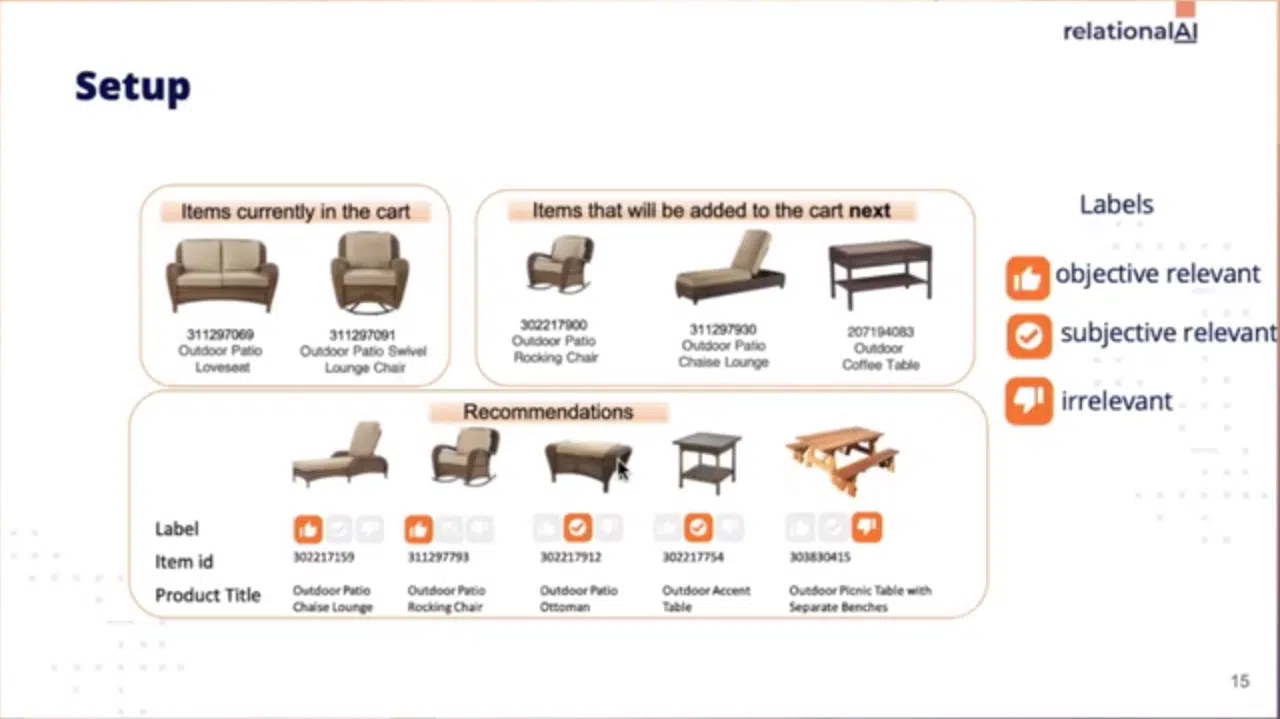 relationalAI
Setup
Items currently in the cart
311297069
Outdoor Patio
Loveseat
311297091
Outdoor Patio Swivel
Lounge Chair
Items that will be added to the cart next
302217900
Outdoor Patio
Rocking Chair
311297930
Outdoor Patio
Chaise Lounge
207194083
Outdoor
Coffee Table
Labels
objective relevant
subjective relevant
irrelevant
Recommendations
Label
Item id
302217159
311297793
302217912
302217754
303830415
Product Title
Outdoor Patio
Chaise Lounge
Outdoor Patio
Rocking Chair
Outdoor Patio
Ottoman
Outdoor Accent
Table
Outdoor Picnic Table with
Separate Benches
15